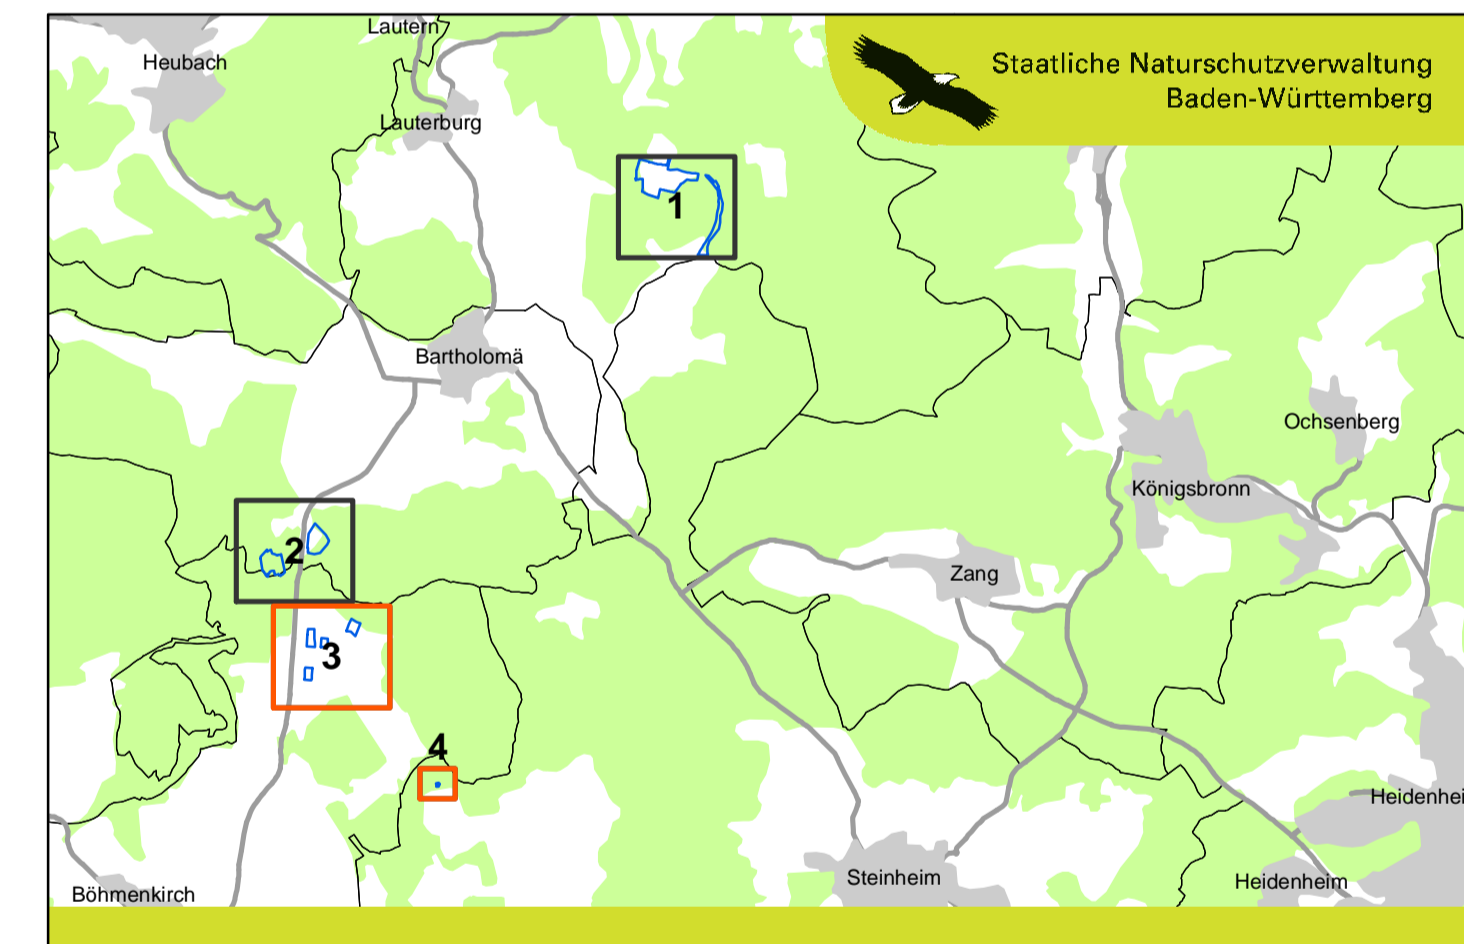 Lautern
Heubach
Staatliche Naturschutzverwaltung
Baden-Württemberg
Lauterburg
1
Bartholomä
Ochsenberg
Königsbronn
2
Zang
3
4
Heidenhei
Steinheim
Heidenheim
Böhmenkirch